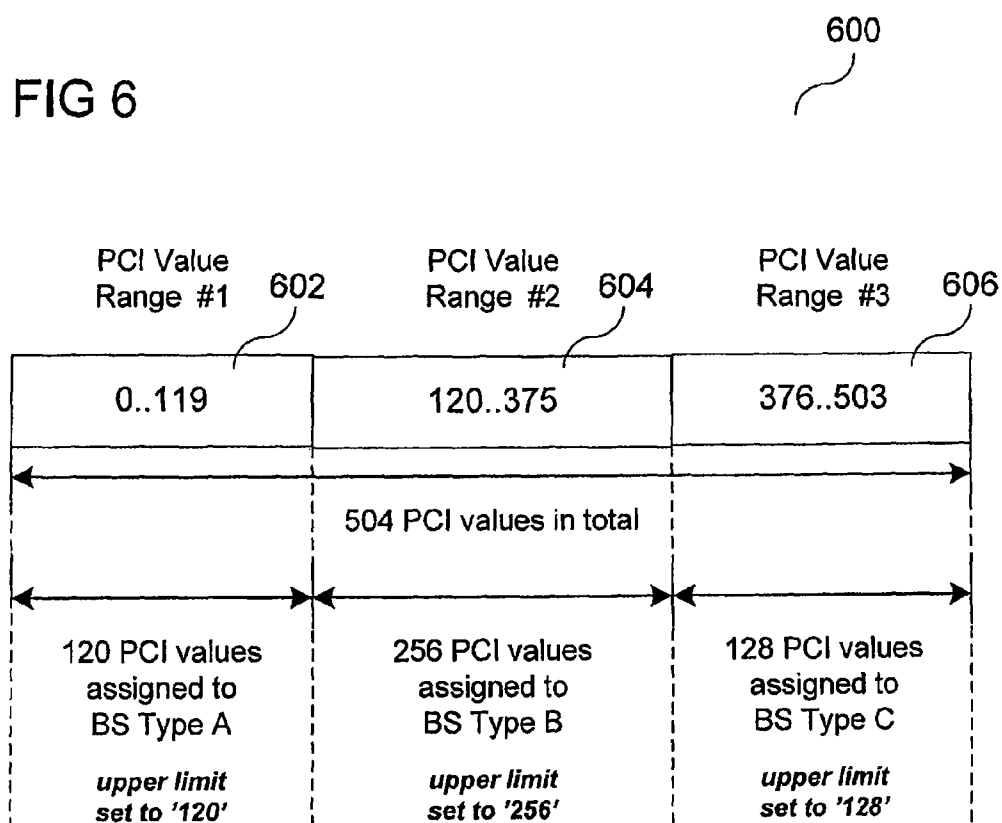 600
FIG 6
PCI Value
Range #1
602
PCI Value
Range #2
604
PCI Value
Range #3
606
0..119
120..375
376..503
504 PCI values in total
120 PCI values
assigned to
BS Type A
upper limit
set to '120'
256 PCI values
assigned to
BS Type B
upper limit
set to '256'
128 PCI values
assigned to
BS Type C
upper limit
set to '128'